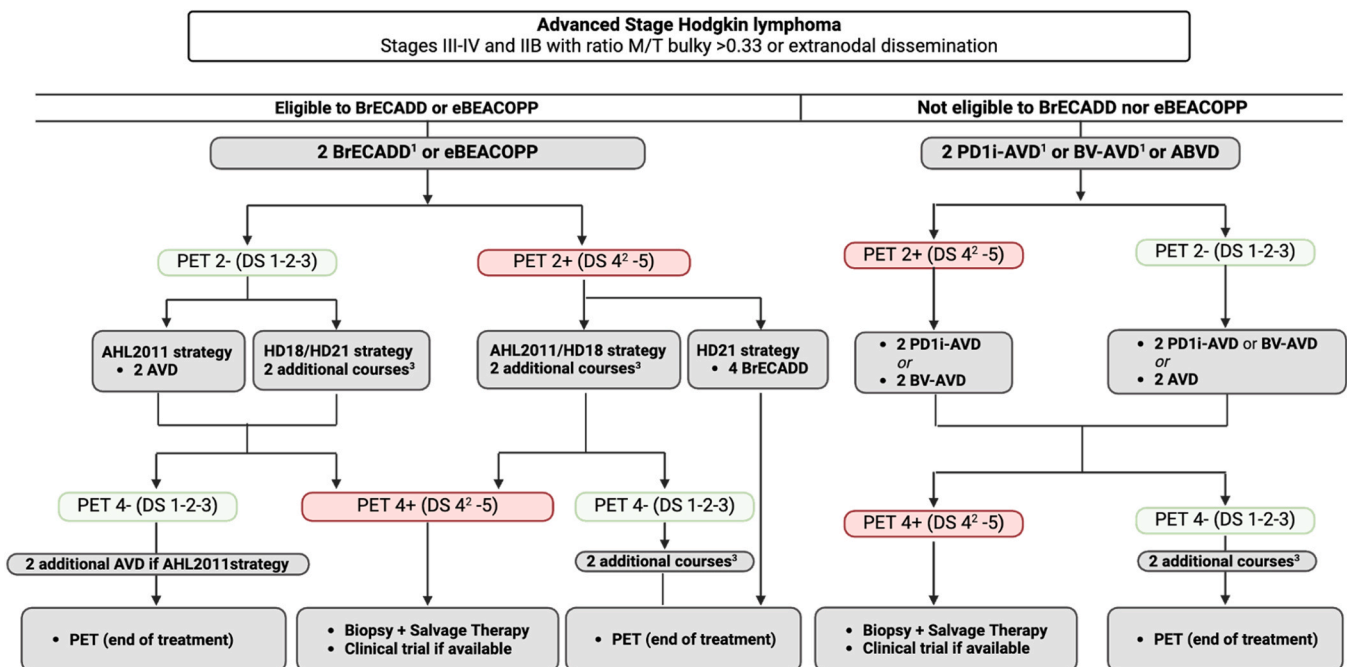 Advanced Stage Hodgkin lymphoma
Stages III-IV and IIB with ratio M/T bulky >0.33 or extranodal dissemination
Eligible to BrECADD or eBEACOPP
Not eligible to BrECADD nor eBEACOPP
2 BrECADD¹ or eBEACOPP
2 PD1i-AVD¹ or BV-AVD¹ or ABVD
PET 2- (DS 1-2-3)
PET 2+ (DS 4² -5)
PET 2+ (DS 4² -5)
PET 2- (DS 1-2-3)
AHL2011 strategy
• 2 AVD
HD18/HD21 strategy
2 additional courses³
AHL2011/HD18 strategy
2 additional courses³
HD21 strategy
• 4 BrECADD
• 2 PD1i-AVD
or
• 2 BV-AVD
• 2 PD1i-AVD or BV-AVD
or
• 2 AVD
PET 4- (DS 1-2-3)
PET 4+ (DS 4² -5)
PET 4- (DS 1-2-3)
PET 4+ (DS 4² -5)
PET 4- (DS 1-2-3)
2 additional AVD if AHL2011strategy
2 additional courses³
2 additional courses³
• PET (end of treatment)
• Biopsy + Salvage Therapy
• Clinical trial if available
• PET (end of treatment)
• Biopsy + Salvage Therapy
• Clinical trial if available
• PET (end of treatment)